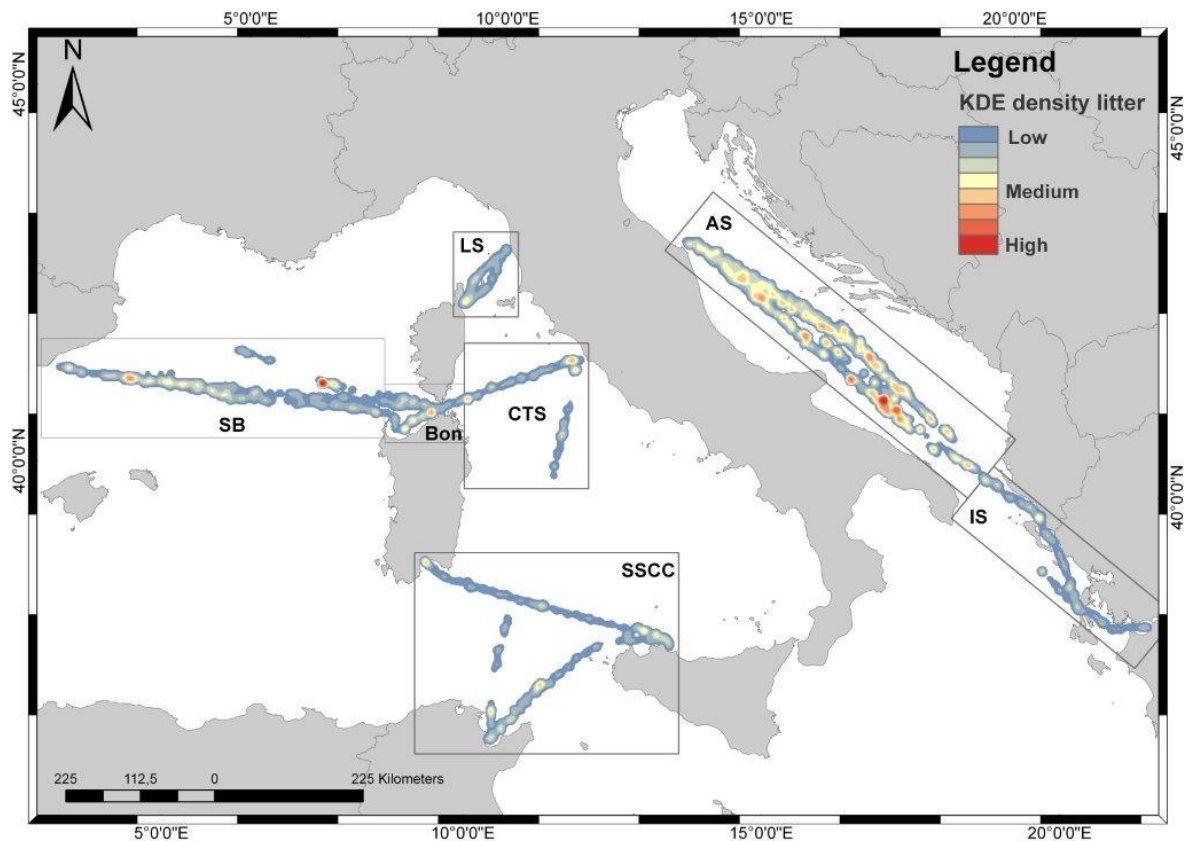 5°0'0"E 10°0'0"E 15°0'0"E 20°0'0"E
N
45°0'0"N
45°0'0"N
Legend
KDE density litter
Low
Medium
High
AS
LS
SB
Bon
CTS
40°0'0"N
40°0'0"N
IS
SSCC
225 112,5 0 225 Kilometers
5°0'0"E 10°0'0"E 15°0'0"E 20°0'0"E